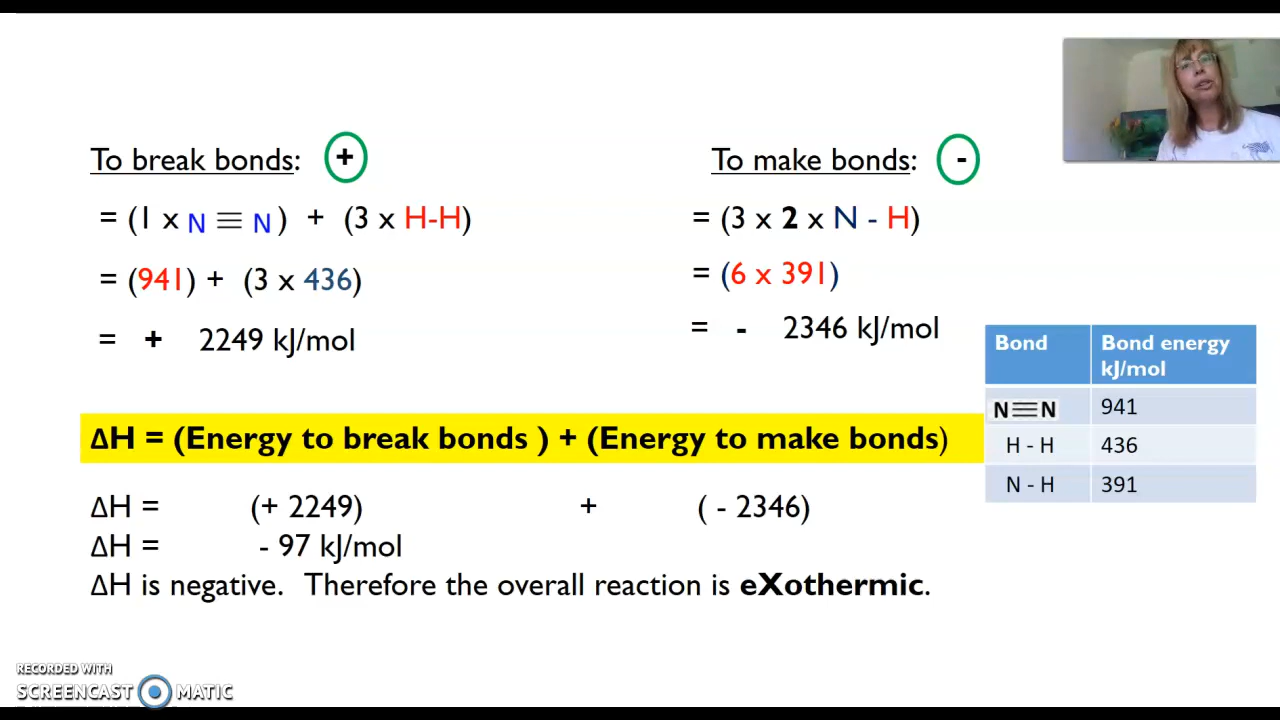 To break bonds: +
= (1 x N ≡ N ) + (3 x H-H)
= (941) + (3 x 436)
= + 2249 kJ/mol
To make bonds: -
= (3 x 2 x N - H)
= (6 x 391)
= - 2346 kJ/mol
Bond Bond energy
kJ/mol
N≡N 941
H - H 436
N - H 391
ΔH = (Energy to break bonds ) + (Energy to make bonds)
ΔH = (+ 2249) + ( - 2346)
ΔH = - 97 kJ/mol
ΔH is negative. Therefore the overall reaction is eXothermic.
RECORDED WITH
SCREENCAST MATIC